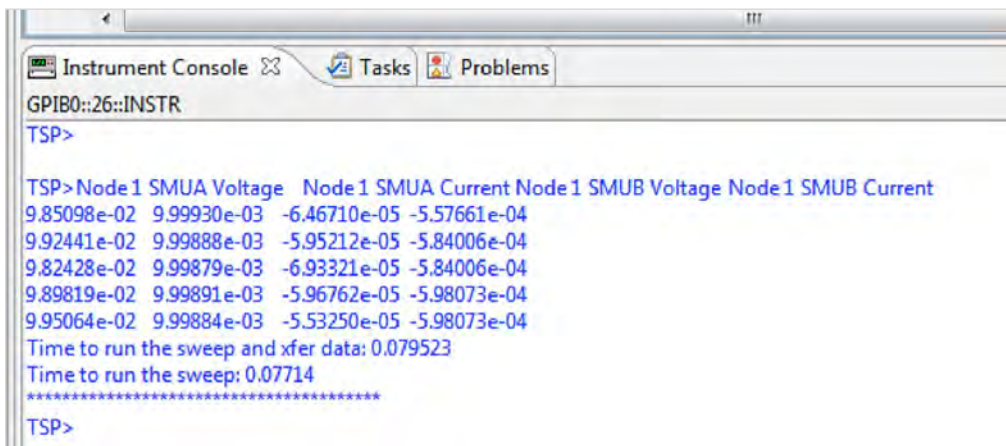 Instrument Console Tasks Problems
GPIB0::26::INSTR
TSP>
TSP>Node1 SMUA Voltage Node1 SMUA Current Node1 SMUB Voltage Node1 SMUB Current
9.85098e-02 9.99930e-03 -6.46710e-05 -5.57661e-04
9.92441e-02 9.99888e-03 -5.95212e-05 -5.84006e-04
9.82428e-02 9.99879e-03 -6.93321e-05 -5.84006e-04
9.89819e-02 9.99891e-03 -5.96762e-05 -5.98073e-04
9.95064e-02 9.99884e-03 -5.53250e-05 -5.98073e-04
Time to run the sweep and xfer data: 0.079523
Time to run the sweep: 0.07714
****************************************
TSP>